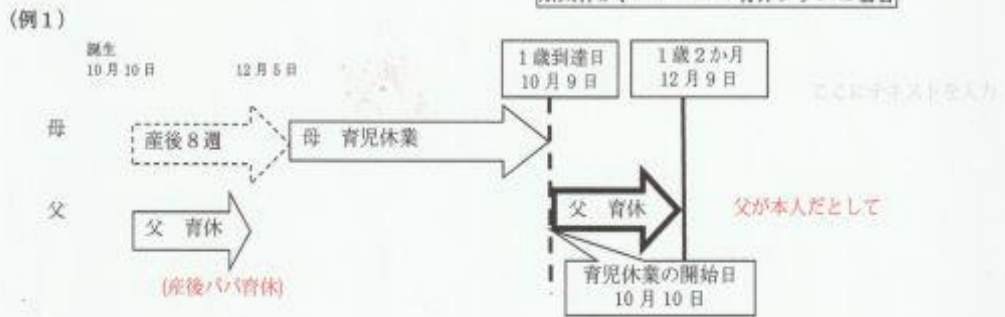 (例1)
誕生
10月10日
12月5日
1歳到達日
10月9日
1歳2か月
12月9日
ここにテキストを入力
母
産後8週
母 育児休業
父
父 育休
父 育休
父が本人だとして
(産後パパ育休)
育児休業の開始日
10月10日